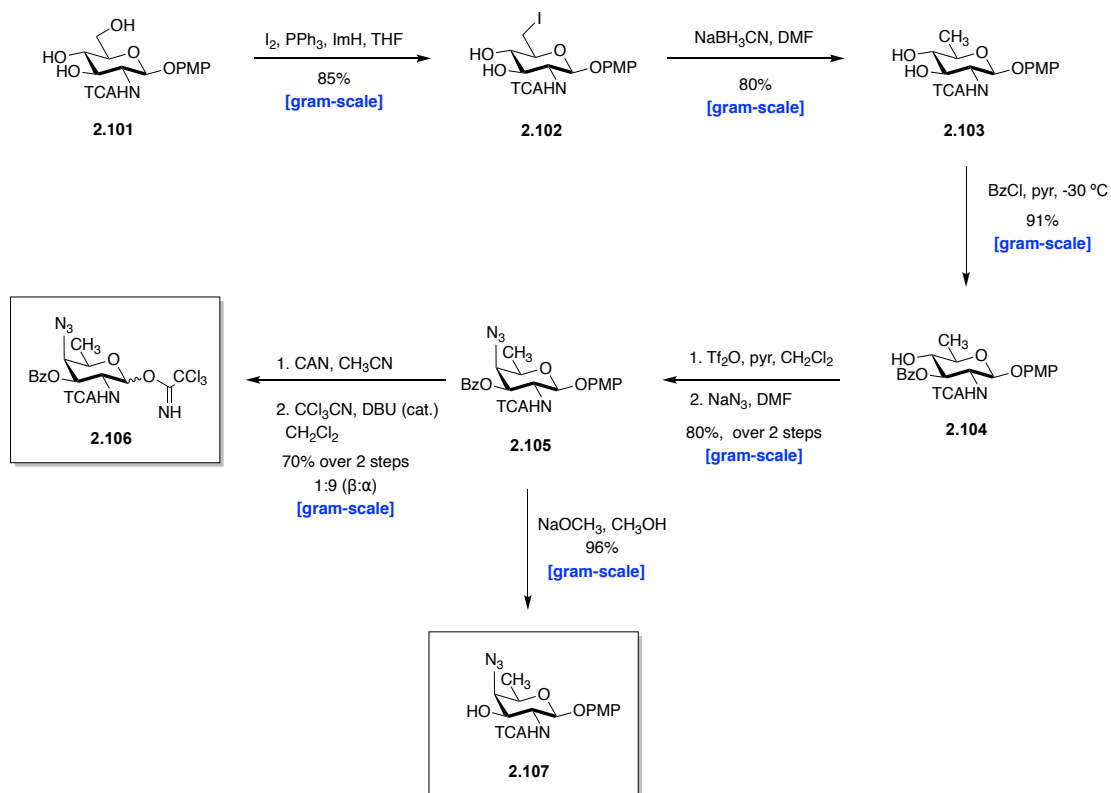 OH
HO
HO
O
OPMP
TCAHN
2.101
I2, PPh3, ImH, THF
85%
[gram-scale]
I
HO
HO
O
OPMP
TCAHN
2.102
NaBH3CN, DMF
80%
[gram-scale]
CH3
HO
HO
O
OPMP
TCAHN
2.103
BzCl, pyr, -30 ºC
91%
[gram-scale]
CH3
HO
BzO
O
OPMP
TCAHN
2.104
1. Tf2O, pyr, CH2Cl2
2. NaN3, DMF
80%, over 2 steps
[gram-scale]
N3
CH3
O
BzO
OPMP
TCAHN
2.105
1. CAN, CH3CN
2. CCl3CN, DBU (cat.)
CH2Cl2
70% over 2 steps
1:9 (β:α)
[gram-scale]
N3
CH3
O
BzO
O
CCl3
TCAHN
NH
2.106
NaOCH3, CH3OH
96%
[gram-scale]
N3
CH3
O
HO
OPMP
TCAHN
2.107